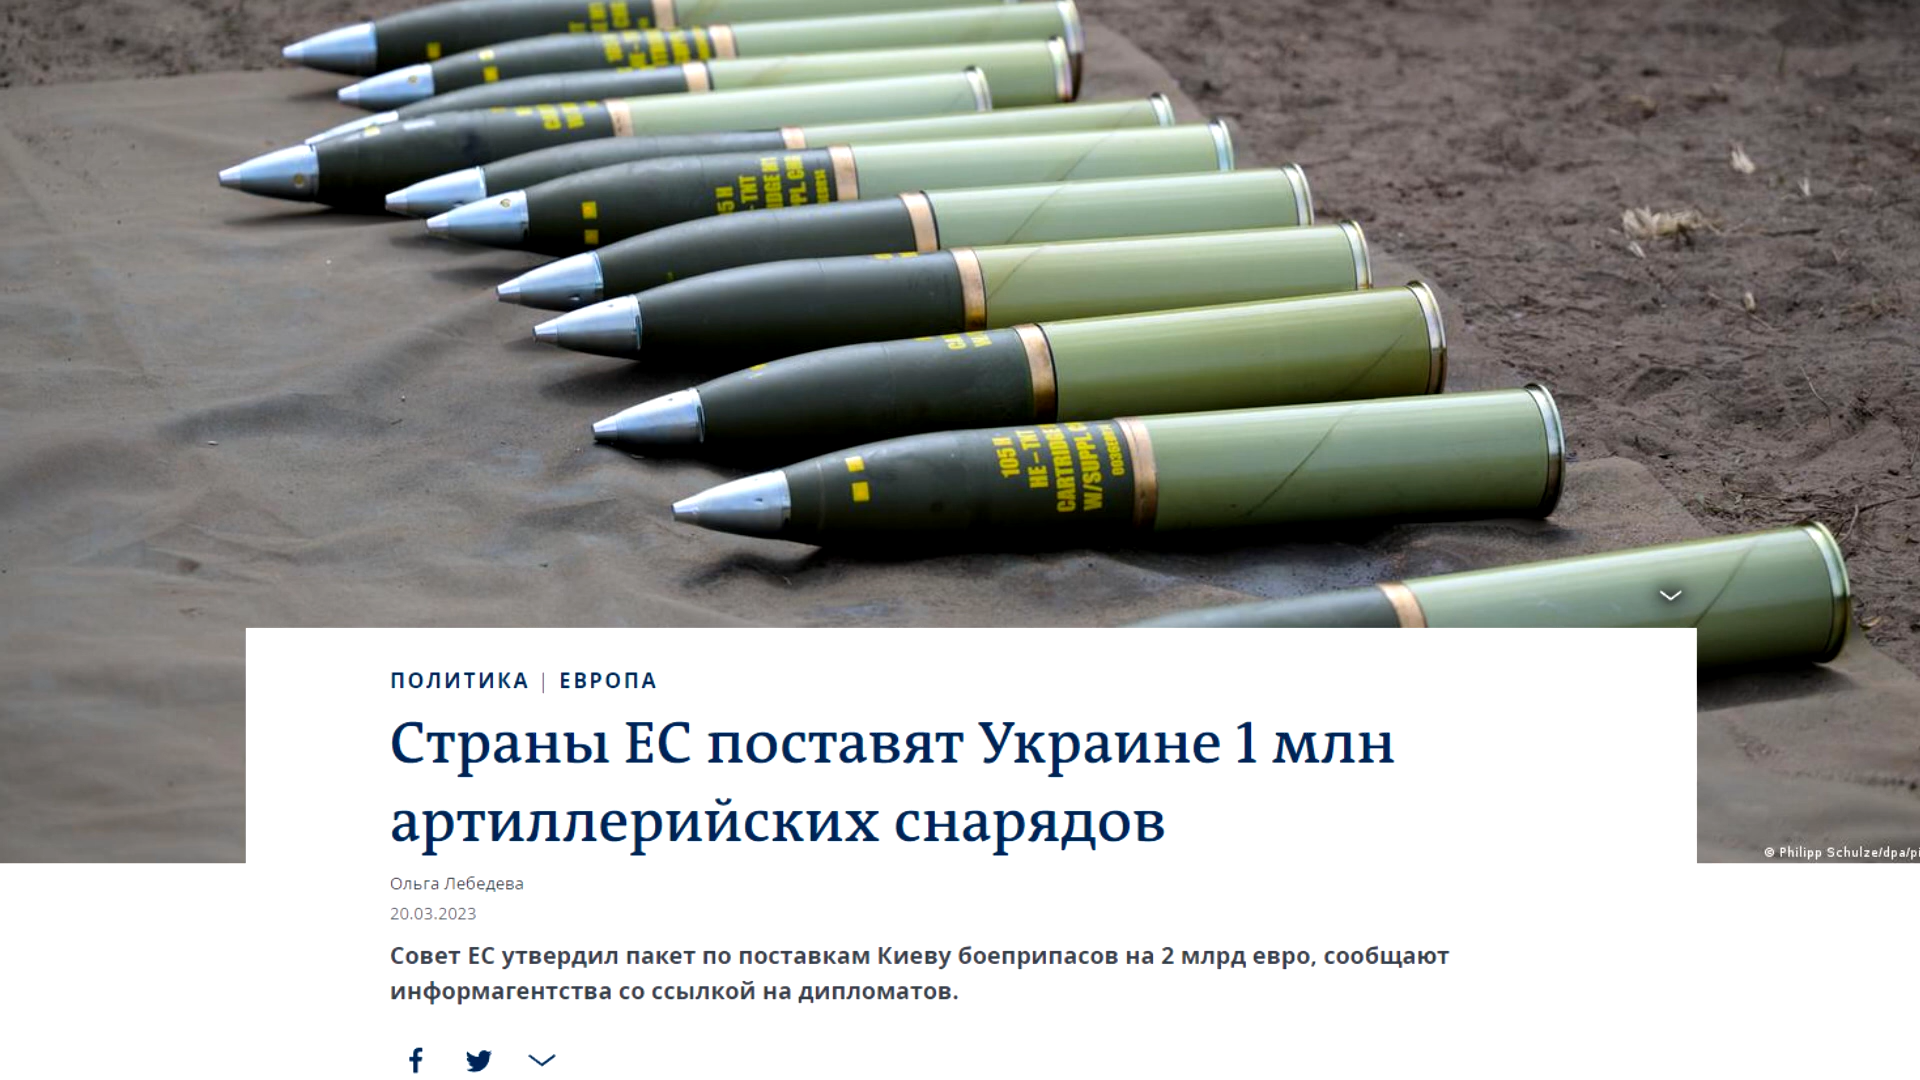 105 H
HE-TNT
CARTRIDGE
W/SUPPL C
ПОЛИТИКА | ЕВРОПА
Страны ЕС поставят Украине 1 млн
артиллерийских снарядов
© Philipp Schulze/dpa/pi
Ольга Лебедева
20.03.2023
Совет ЕС утвердил пакет по поставкам Киеву боеприпасов на 2 млрд евро, сообщают
информагентства со ссылкой на дипломатов.